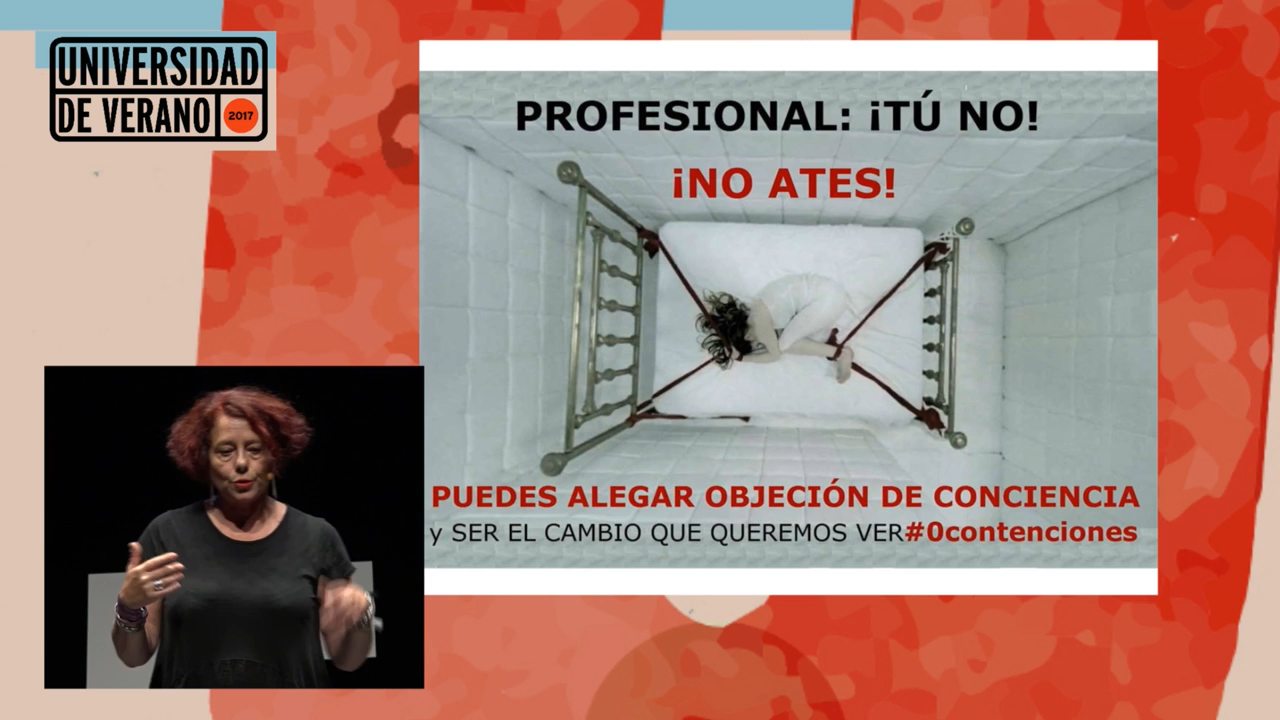 UNIVERSIDAD
DE VERANO 2017
PROFESIONAL: ¡TÚ NO!
¡NO ATES!
PUEDES ALEGAR OBJECIÓN DE CONCIENCIA
y SER EL CAMBIO QUE QUEREMOS VER#0contenciones